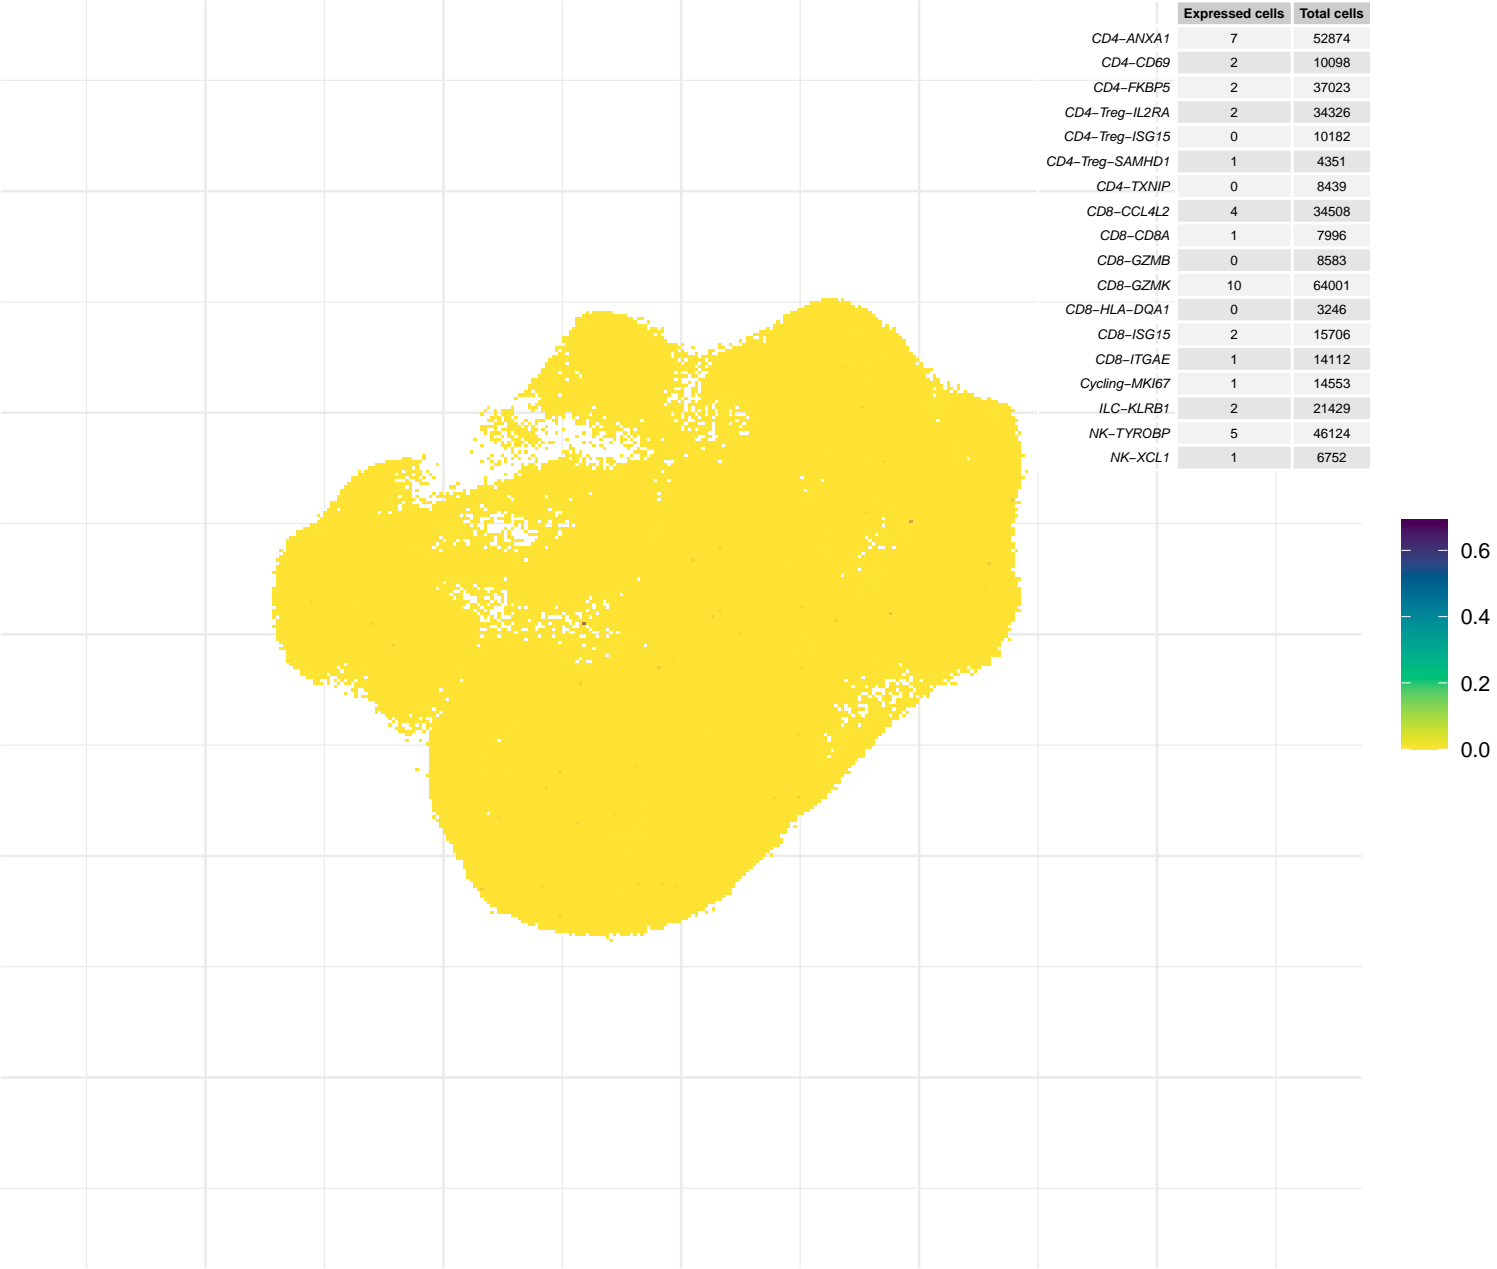 Expressed cells Total cells
CD4−ANXA1 7 52874
CD4−CD69 2 10098
CD4−FKBP5 2 37023
CD4−Treg−IL2RA 2 34326
CD4−Treg−ISG15 0 10182
CD4−Treg−SAMHD1 1 4351
CD4−TXNIP 0 8439
CD8−CCL4L2 4 34508
CD8−CD8A 1 7996
CD8−GZMB 0 8583
CD8−GZMK 10 64001
CD8−HLA−DQA1 0 3246
CD8−ISG15 2 15706
CD8−ITGAE 1 14112
Cycling−MKI67 1 14553
ILC−KLRB1 2 21429
NK−TYROBP 5 46124
NK−XCL1 1 6752
0.6
0.4
0.2
0.0